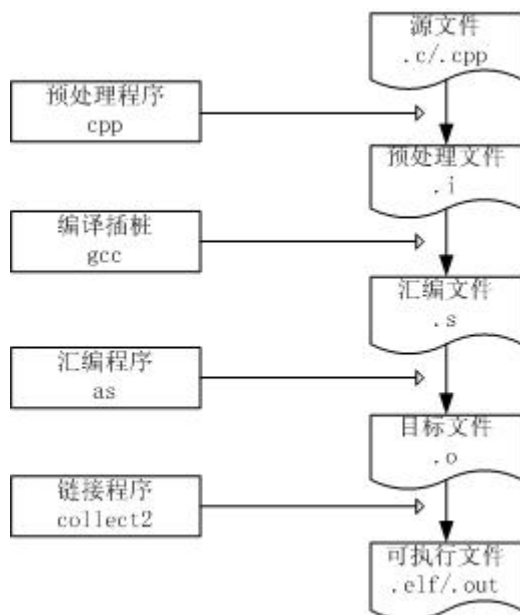 源文件
.c/.cpp
预处理程序
cpp
预处理文件
.i
编译插桩
gcc
汇编文件
.s
汇编程序
as
目标文件
.o
链接程序
collect2
可执行文件
.elf/.out